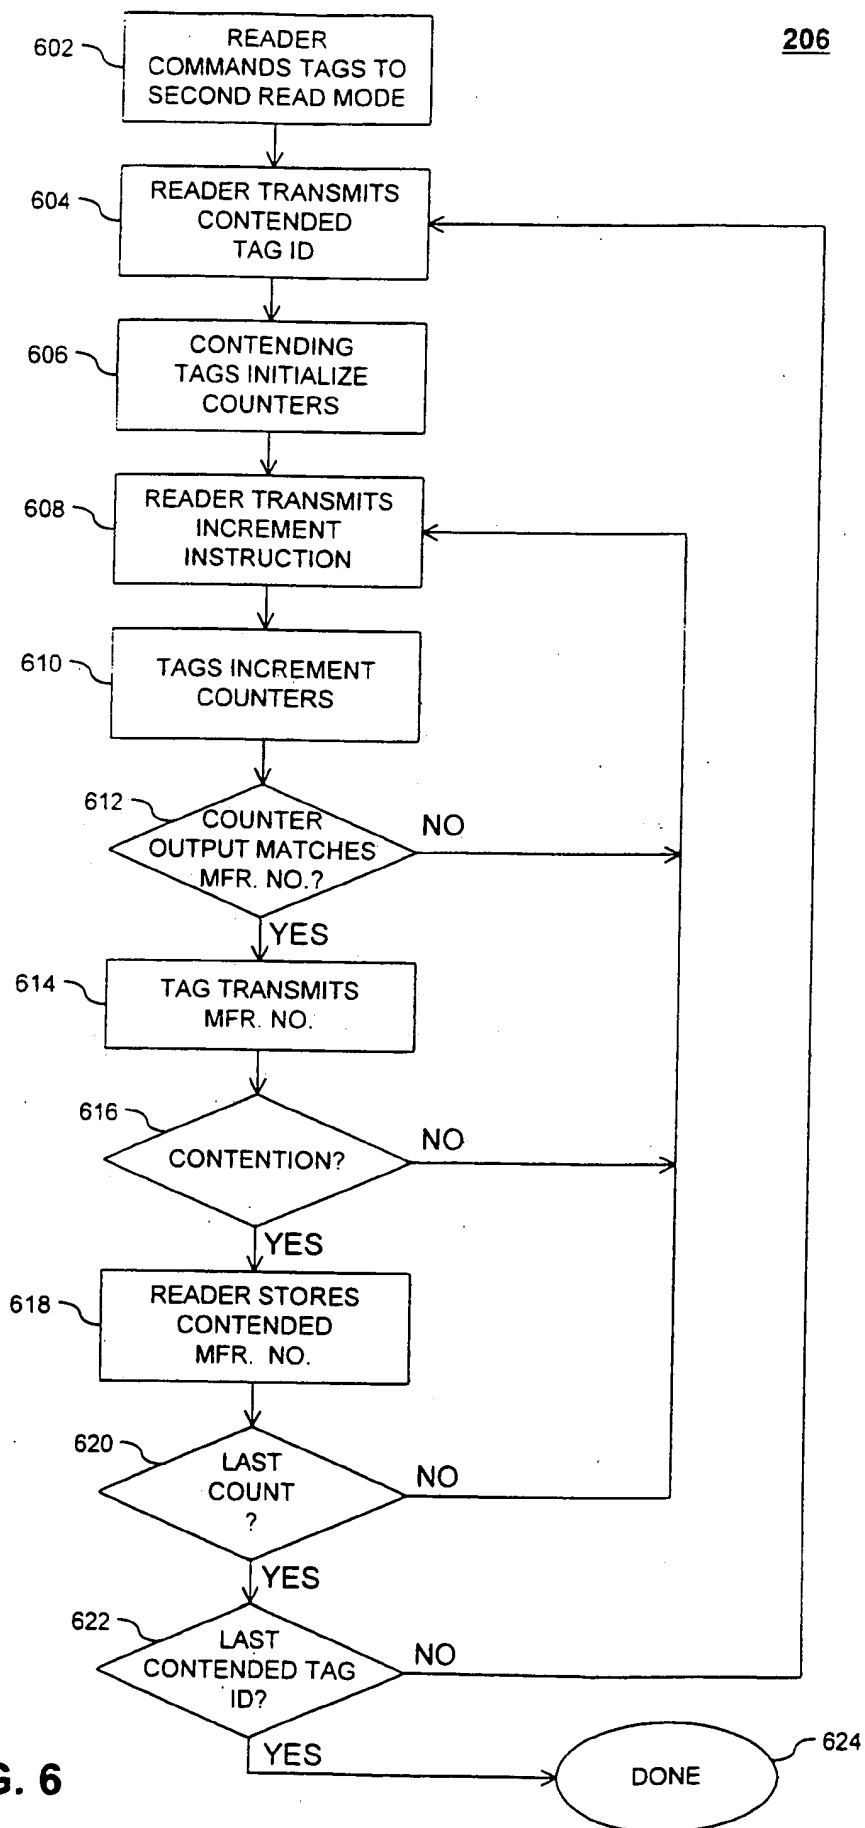 206
602
READER
COMMANDS TAGS TO
SECOND READ MODE
604
READER TRANSMITS
CONTENDED
TAG ID
606
CONTENDING
TAGS INITIALIZE
COUNTERS
608
READER TRANSMITS
INCREMENT
INSTRUCTION
610
TAGS INCREMENT
COUNTERS
612
COUNTER
OUTPUT MATCHES
MFR. NO.?
NO
YES
614
TAG TRANSMITS
MFR. NO.
616
CONTENTION?
NO
YES
618
READER STORES
CONTENDED
MFR. NO.
620
LAST
COUNT
?
NO
YES
622
LAST
CONTENDED TAG
ID?
NO
YES
624
DONE
G. 6